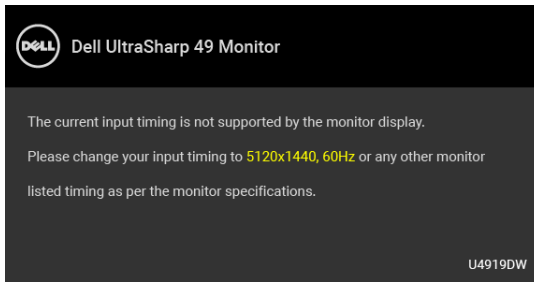 DELL
Dell UltraSharp 49 Monitor
The current input timing is not supported by the monitor display.
Please change your input timing to 5120x1440, 60Hz or any other monitor
listed timing as per the monitor specifications.
U4919DW